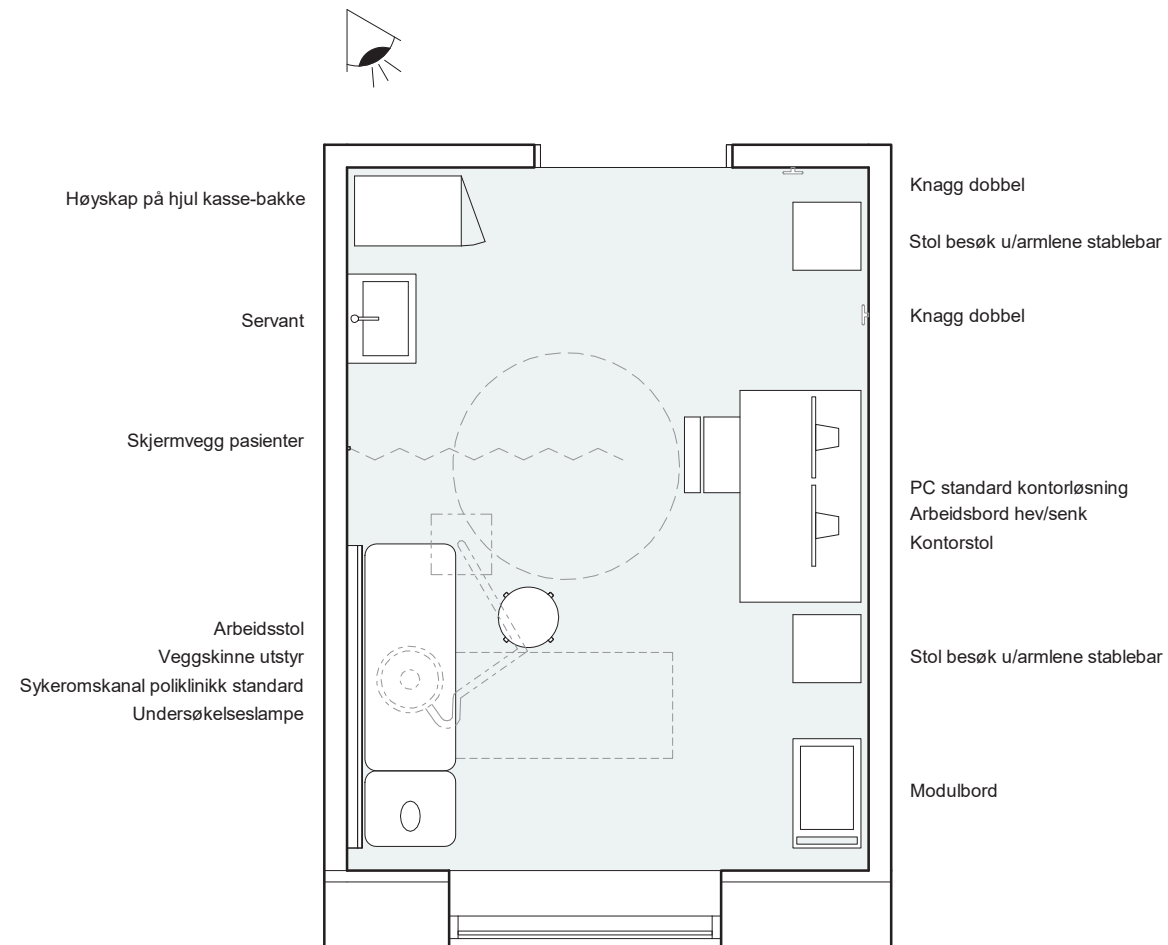 Høyskap på hjul kasse-bakke
Servant
Skjermvegg pasienter
Arbeidsstol
Veggskinne utstyr
Sykeromskanal poliklinikk standard
Undersøkelseslampe
Knagg dobbel
Stol besøk u/armlene stablebar
Knagg dobbel
PC standard kontorløsning
Arbeidsbord hev/senk
Kontorstol
Stol besøk u/armlene stablebar
Modulbord